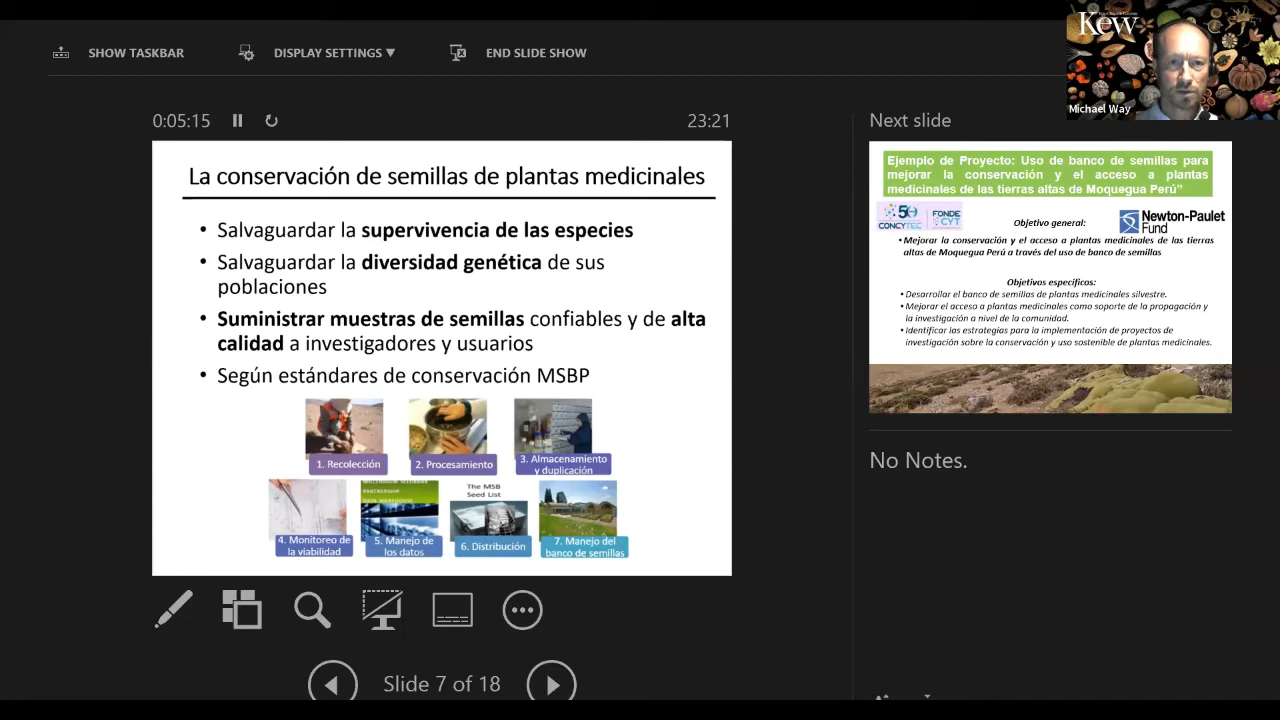 Kew
Michael Way
SHOW TASKBAR
DISPLAY SETTINGS ▼
END SLIDE SHOW
0:05:15
23:21
La conservación de semillas de plantas medicinales
• Salvaguardar la supervivencia de las especies
• Salvaguardar la diversidad genética de sus
poblaciones
• Suministrar muestras de semillas confiables y de alta
calidad a investigadores y usuarios
• Según estándares de conservación MSBP
1. Recolección
2. Procesamiento
3. Almacenamiento
y duplicación
MILLENNIUM SEEDBANK
PARTNERSHIP
DATA WAREHOUSE
The MSB
Seed List
4. Monitoreo de
la viabilidad
5. Manejo de
los datos
6. Distribución
7. Manejo del
banco de semillas
Slide 7 of 18
Next slide
Ejemplo de Proyecto: Uso de banco de semillas para
mejorar la conservación y el acceso a plantas
medicinales de las tierras altas de Moquegua Perú”
50
CONCYTEC
FONDE
CYT
Objetivo general:
Newton-Paulet
Fund
• Mejorar la conservación y el acceso a plantas medicinales de las tierras
altas de Moquegua Perú a través del uso de banco de semillas
Objetivos específicos:
• Desarrollar el banco de semillas de plantas medicinales silvestre.
• Mejorar el acceso a plantas medicinales como soporte de la propagación y
la investigación a nivel de la comunidad.
• Identificar las estrategias para la implementación de proyectos de
investigación sobre la conservación y uso sostenible de plantas medicinales.
No Notes.